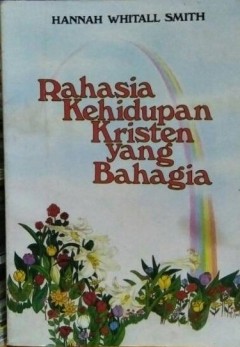 HANNAH WHITALL SMITH
Rahasia
Kehidupan
Kristen
yang
Bahagia